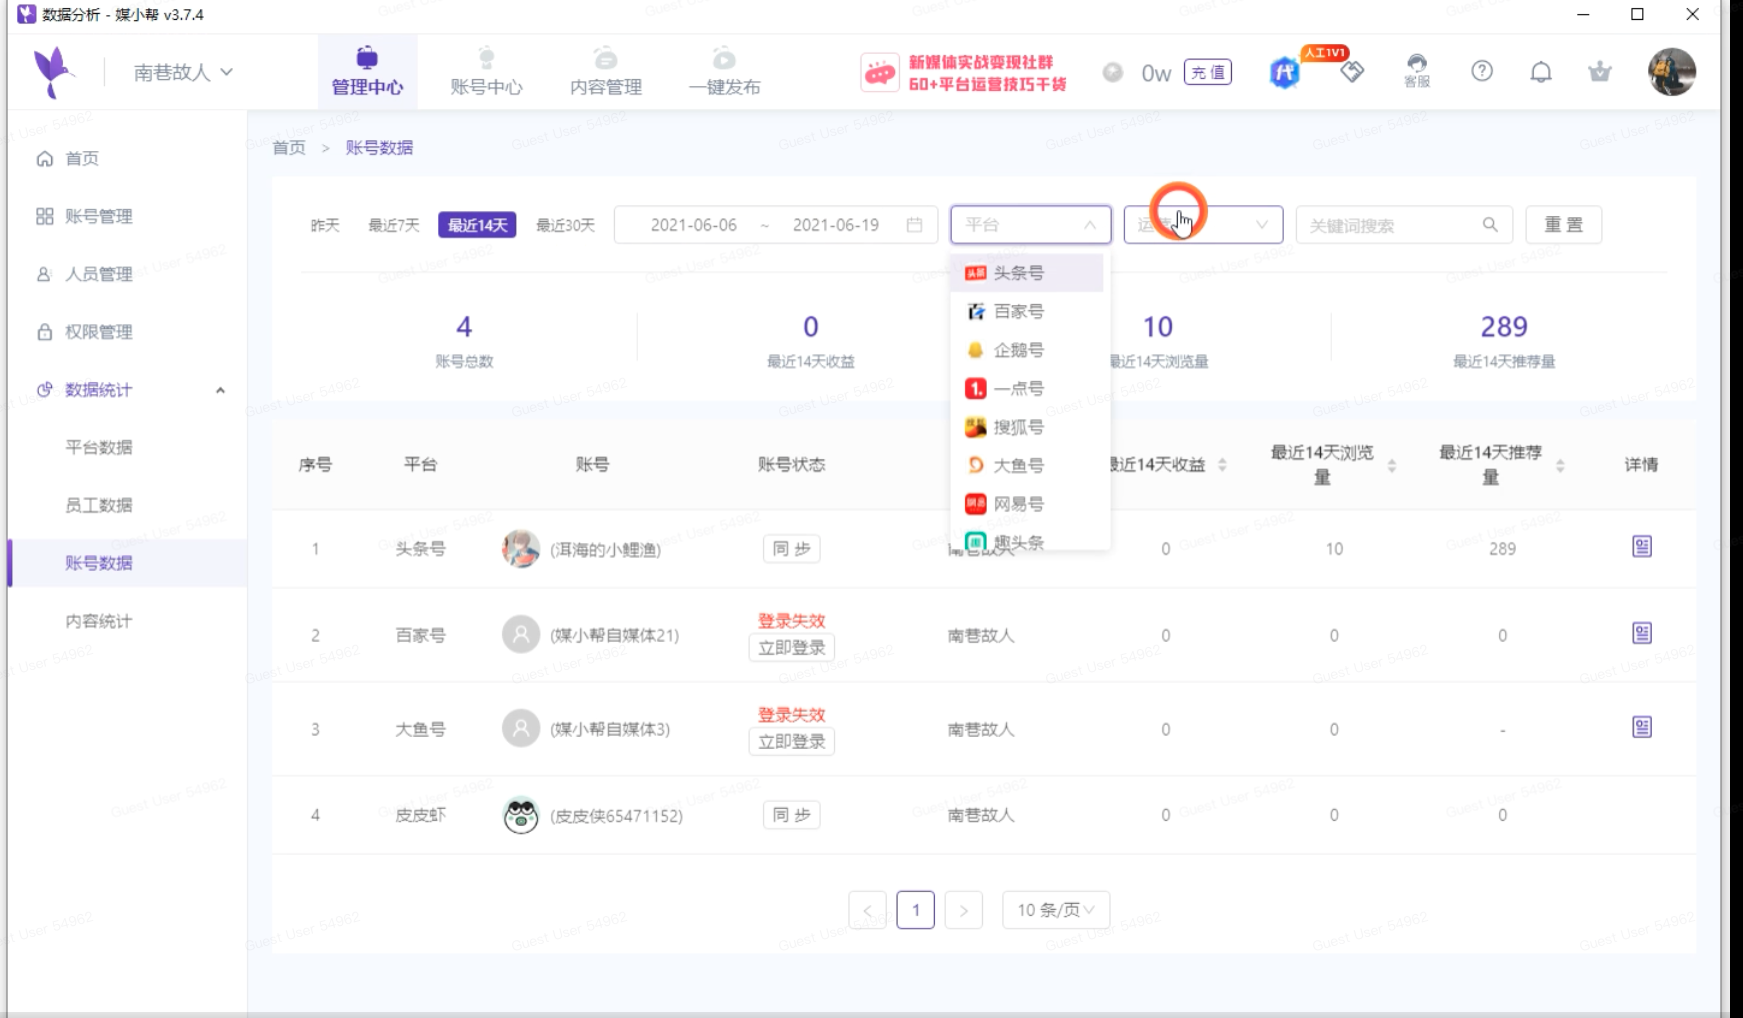 数据分析 - 媒小帮 v3.7.4
南巷故人
管理中心
账号中心
内容管理
一键发布
新媒体实战变现社群
60+平台运营技巧干货
0w
充值
人工1V1
客服
首页
账号管理
人员管理
权限管理
数据统计
平台数据
员工数据
账号数据
内容统计
首页 > 账号数据
昨天
最近7天
最近14天
最近30天
2021-06-06 ~ 2021-06-19
平台
关键词搜索
重 置
头条号
百家号
企鹅号
一点号
搜狐号
大鱼号
网易号
趣头条
4
账号总数
0
最近14天收益
10
最近14天浏览量
289
最近14天推荐量
序号 平台 账号 账号状态 最近14天收益 最近14天浏览量 最近14天推荐量 详情
1 头条号 (洱海的小鲤渔) 同 步 0 10 289
2 百家号 (媒小帮自媒体21) 登录失效 立即登录 南巷故人 0 0 0
3 大鱼号 (媒小帮自媒体3) 登录失效 立即登录 南巷故人 0 0 -
4 皮皮虾 (皮皮侠65471152) 同 步 南巷故人 0 0 0
< 1 > 10 条/页
Guest User 54962